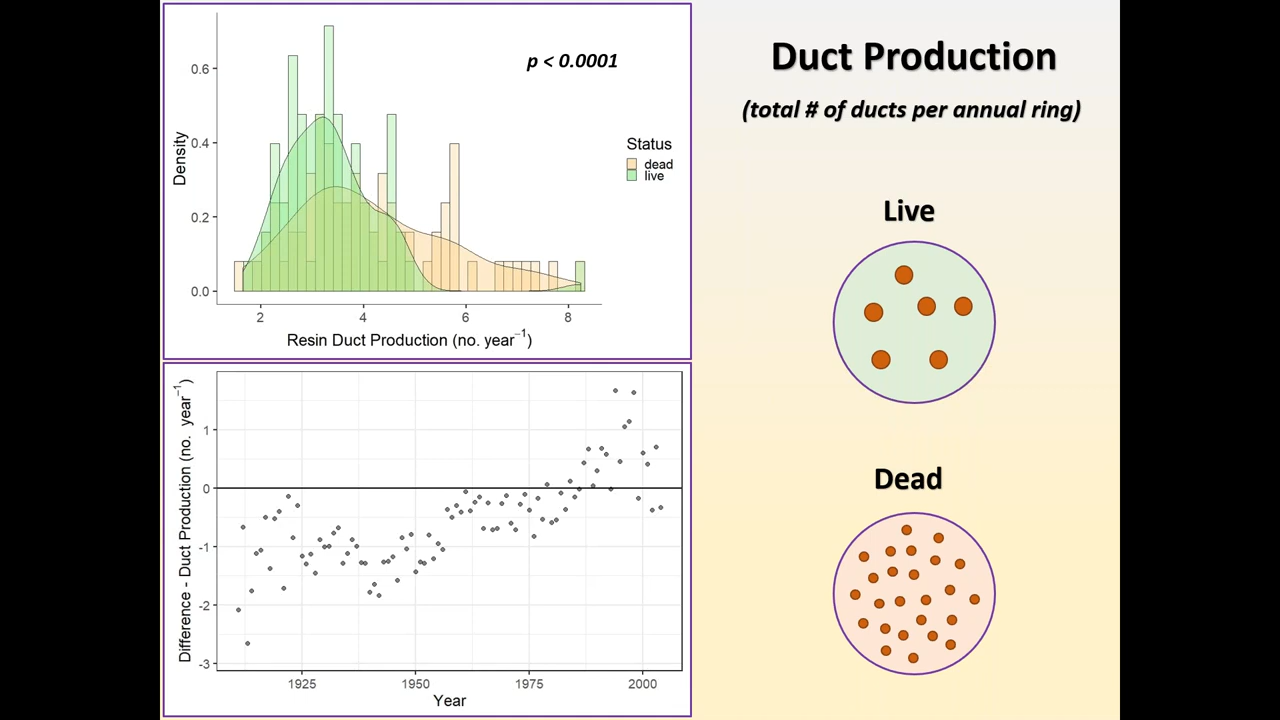 p < 0.0001
0.6
0.4
0.2
0.0
Density
2 4 6 8
Resin Duct Production (no. year⁻¹)
Status
dead
live
Difference - Duct Production (no. year⁻¹)
1
0
-1
-2
-3
1925 1950 1975 2000
Year
Duct Production
(total # of ducts per annual ring)
Live
Dead